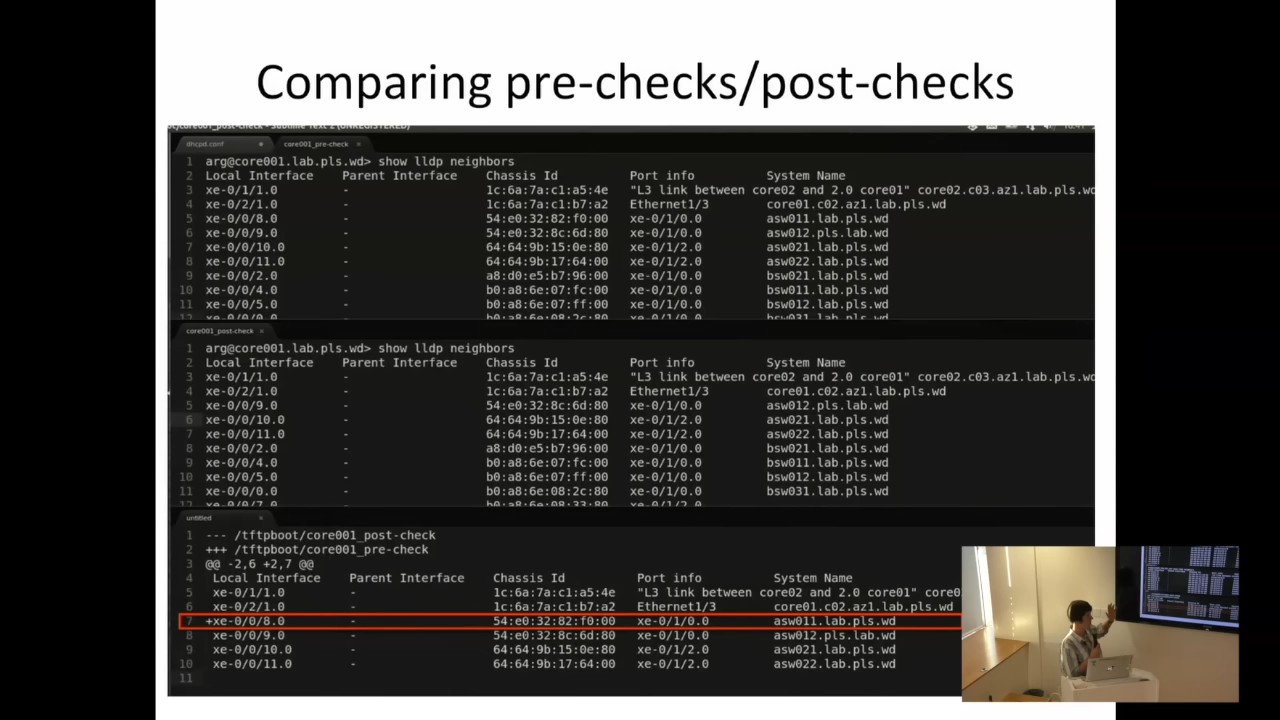 Comparing pre-checks/post-checks
dhcpd.conf core001_pre-check ×
1 arg@core001.lab.pls.wd> show lldp neighbors
2 Local Interface Parent Interface Chassis Id Port info System Name
3 xe-0/1/1.0 - 1c:6a:7a:c1:a5:4e "L3 link between core02 and 2.0 core01" core02.c03.az1.lab.pls.wd
4 xe-0/2/1.0 - 1c:6a:7a:c1:b7:a2 Ethernet1/3 core01.c02.az1.lab.pls.wd
5 xe-0/0/8.0 - 54:e0:32:82:f0:00 xe-0/1/0.0 asw011.lab.pls.wd
6 xe-0/0/9.0 - 54:e0:32:8c:6d:80 xe-0/1/0.0 asw012.pls.lab.wd
7 xe-0/0/10.0 - 64:64:9b:15:0e:80 xe-0/1/2.0 asw021.lab.pls.wd
8 xe-0/0/11.0 - 64:64:9b:17:64:00 xe-0/1/2.0 asw022.lab.pls.wd
9 xe-0/0/2.0 - a8:d0:e5:b7:96:00 xe-0/1/0.0 bsw021.lab.pls.wd
10 xe-0/0/4.0 - b0:a8:6e:07:fc:00 xe-0/1/0.0 bsw011.lab.pls.wd
11 xe-0/0/5.0 - b0:a8:6e:07:ff:00 xe-0/1/0.0 bsw012.lab.pls.wd
core001_post-check ×
1 arg@core001.lab.pls.wd> show lldp neighbors
2 Local Interface Parent Interface Chassis Id Port info System Name
3 xe-0/1/1.0 - 1c:6a:7a:c1:a5:4e "L3 link between core02 and 2.0 core01" core02.c03.az1.lab.pls.wd
4 xe-0/2/1.0 - 1c:6a:7a:c1:b7:a2 Ethernet1/3 core01.c02.az1.lab.pls.wd
5 xe-0/0/9.0 - 54:e0:32:8c:6d:80 xe-0/1/0.0 asw012.pls.lab.wd
6 xe-0/0/10.0 - 64:64:9b:15:0e:80 xe-0/1/2.0 asw021.lab.pls.wd
7 xe-0/0/11.0 - 64:64:9b:17:64:00 xe-0/1/2.0 asw022.lab.pls.wd
8 xe-0/0/2.0 - a8:d0:e5:b7:96:00 xe-0/1/0.0 bsw021.lab.pls.wd
9 xe-0/0/4.0 - b0:a8:6e:07:fc:00 xe-0/1/0.0 bsw011.lab.pls.wd
10 xe-0/0/5.0 - b0:a8:6e:07:ff:00 xe-0/1/0.0 bsw012.lab.pls.wd
11 xe-0/0/0.0 - b0:a8:6e:08:2c:80 xe-0/1/0.0 bsw031.lab.pls.wd
untitled ×
1 --- /tftpboot/core001_post-check
2 +++ /tftpboot/core001_pre-check
3 @@ -2,6 +2,7 @@
4 Local Interface Parent Interface Chassis Id Port info System Name
5 xe-0/1/1.0 - 1c:6a:7a:c1:a5:4e "L3 link between core02 and 2.0 core01"
6 xe-0/2/1.0 - 1c:6a:7a:c1:b7:a2 Ethernet1/3 core01.c02.az1.lab.pls.wd
7 +xe-0/0/8.0 - 54:e0:32:82:f0:00 xe-0/1/0.0 asw011.lab.pls.wd
8 xe-0/0/9.0 - 54:e0:32:8c:6d:80 xe-0/1/0.0 asw012.pls.lab.wd
9 xe-0/0/10.0 - 64:64:9b:15:0e:80 xe-0/1/2.0 asw021.lab.pls.wd
10 xe-0/0/11.0 - 64:64:9b:17:64:00 xe-0/1/2.0 asw022.lab.pls.wd
11